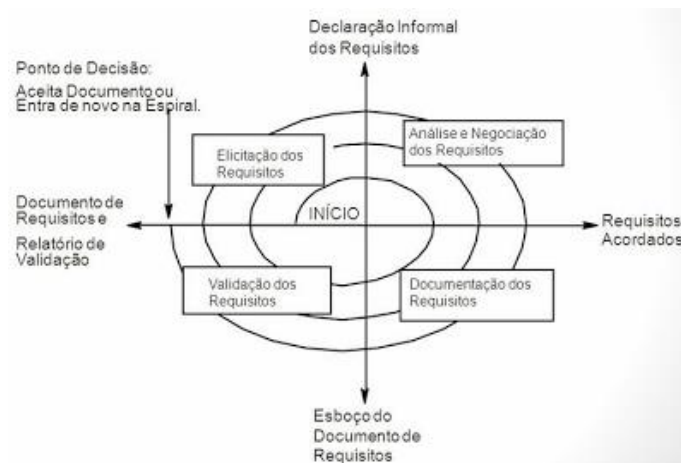 Declaração Informal
dos Requisitos
Ponto de Decisão:
Aceita Documento ou
Entra de novo na Espiral.
Elicitação dos
Requisitos
Análise e Negociação
dos Requisitos
Documento de
Requisitos e
Relatório de
Validação
INÍCIO
Requisitos
Acordados
Validação dos
Requisitos
Documentação dos
Requisitos
Esboço do
Documento de
Requisitos